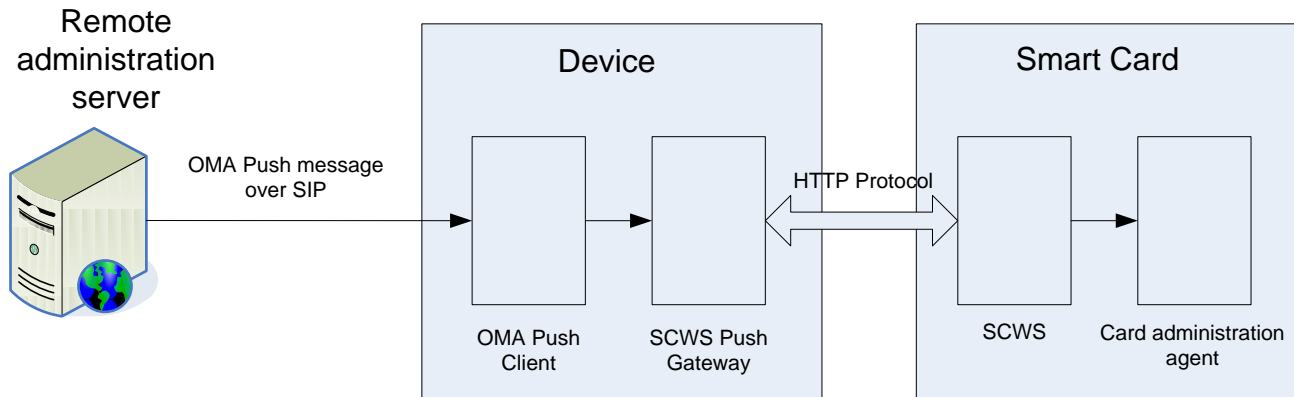 Remote
administration
server
OMA Push message
over SIP
Device
OMA Push
Client
SCWS Push
Gateway
HTTP Protocol
Smart Card
SCWS
Card administration
agent